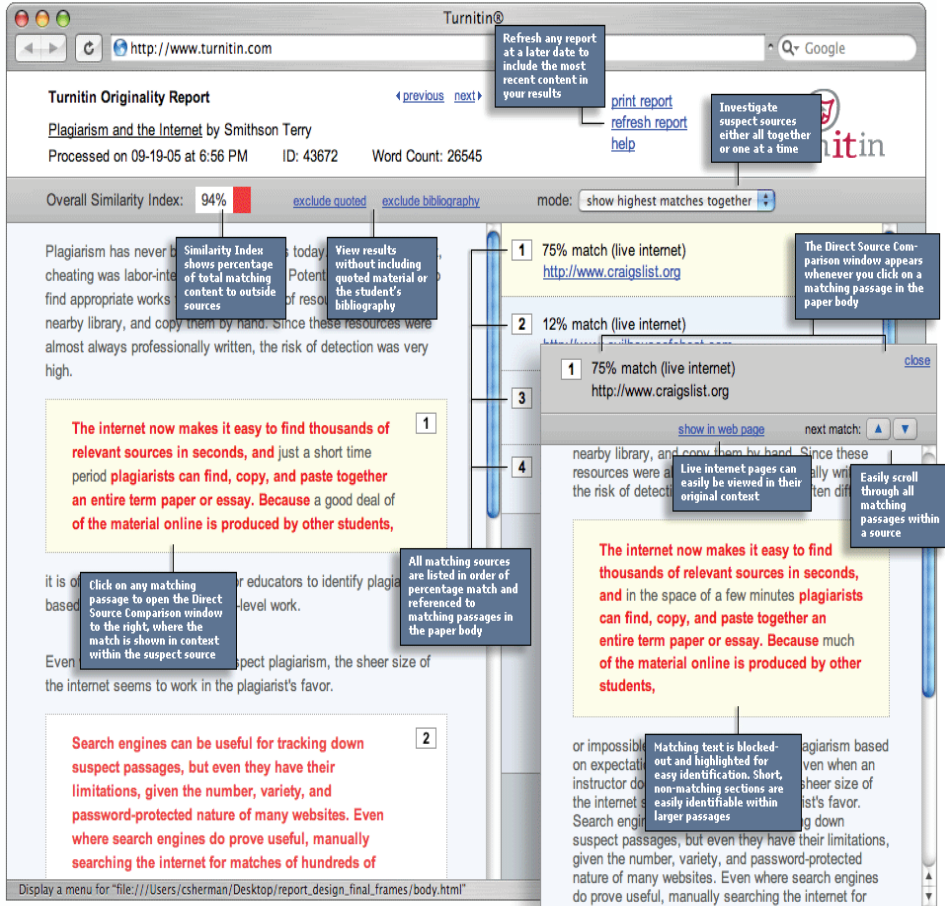 Turnitin®
http://www.turnitin.com
Google
Refresh any report
at a later date to
include the most
recent content in
your results
Turnitin Originality Report
previous next
print report
refresh report
help
Plagiarism and the Internet by Smithson Terry
Processed on 09-19-05 at 6:56 PM ID: 43672 Word Count: 26545
Investigate
suspect sources
either all together
or one at a time
nitin
Overall Similarity Index: 94% exclude quoted exclude bibliography mode: show highest matches together
Similarity Index
shows percentage
of total matching
content to outside
sources
View results
without including
quoted material or
the student's
bibliography
The Direct Source Com-
parison window appears
whenever you click on a
matching passage in the
paper body
Plagiarism has never b s today.
cheating was labor-inte Potent
find appropriate works of resou
nearby library, and copy them by hand. Since these resources were
almost always professionally written, the risk of detection was very
high.
1
The internet now makes it easy to find thousands of
relevant sources in seconds, and just a short time
period plagiarists can find, copy, and paste together
an entire term paper or essay. Because a good deal of
of the material online is produced by other students,
it is of or educators to identify plagia
based -level work.
Click on any matching
passage to open the Direct
Source Comparison window
to the right, where the
match is shown in context
within the suspect source
Even spect plagiarism, the sheer size of
the internet seems to work in the plagiarist's favor.
2
Search engines can be useful for tracking down
suspect passages, but even they have their
limitations, given the number, variety, and
password-protected nature of many websites. Even
where search engines do prove useful, manually
searching the internet for matches of hundreds of
1 75% match (live internet)
http://www.craigslist.org
2 12% match (live internet)
3
4
All matching sources
are listed in order of
percentage match and
referenced to
matching passages in
the paper body
1 75% match (live internet) close
http://www.craigslist.org
show in web page next match:
nearby library, and copy them by hand. Since these
resources were al ally writ
the risk of detecti ten diff
Live internet pages can
easily be viewed in their
original context
Easily scroll
through all
matching
passages within
a source
The internet now makes it easy to find
thousands of relevant sources in seconds,
and in the space of a few minutes plagiarists
can find, copy, and paste together an
entire term paper or essay. Because much
of the material online is produced by other
students,
or impossible agiarism based
on expectati ven when an
instructor do sheer size of
the internet s ist's favor.
Search engin g down
Matching text is blocked-
out and highlighted for
easy identification. Short,
non-matching sections are
easily identifiable within
larger passages
suspect passages, but even they have their limitations,
given the number, variety, and password-protected
nature of many websites. Even where search engines
do prove useful, manually searching the internet for
Display a menu for "file:///Users/csherman/Desktop/report_design_final_frames/body.html"